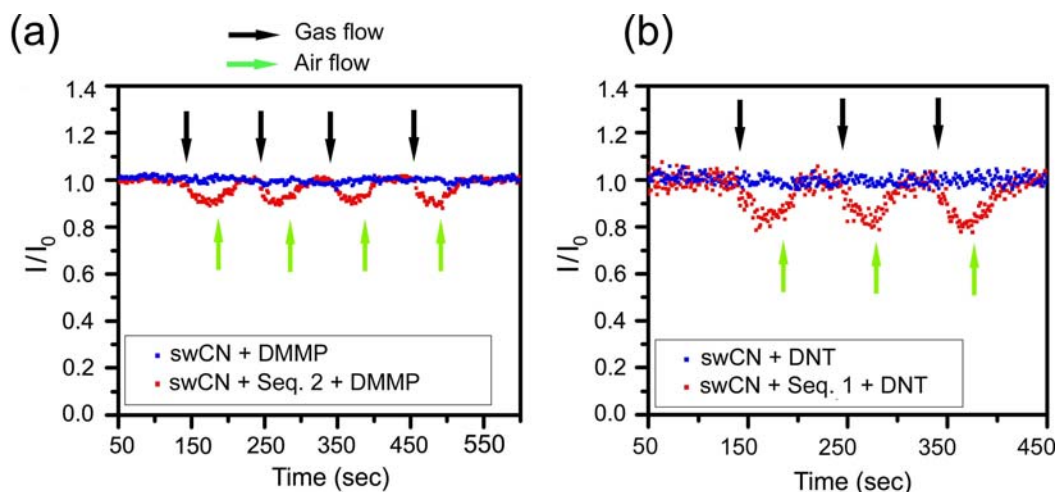 (a)
Gas flow
Air flow
1.4
1.2
1.0
0.8
0.6
0.4
0.2
0.0
I/I0
swCN + DMMP
swCN + Seq. 2 + DMMP
50 150 250 350 450 550
Time (sec)
(b)
1.4
1.2
1.0
0.8
0.6
0.4
0.2
0.0
I/I0
swCN + DNT
swCN + Seq. 1 + DNT
50 150 250 350 450
Time (sec)